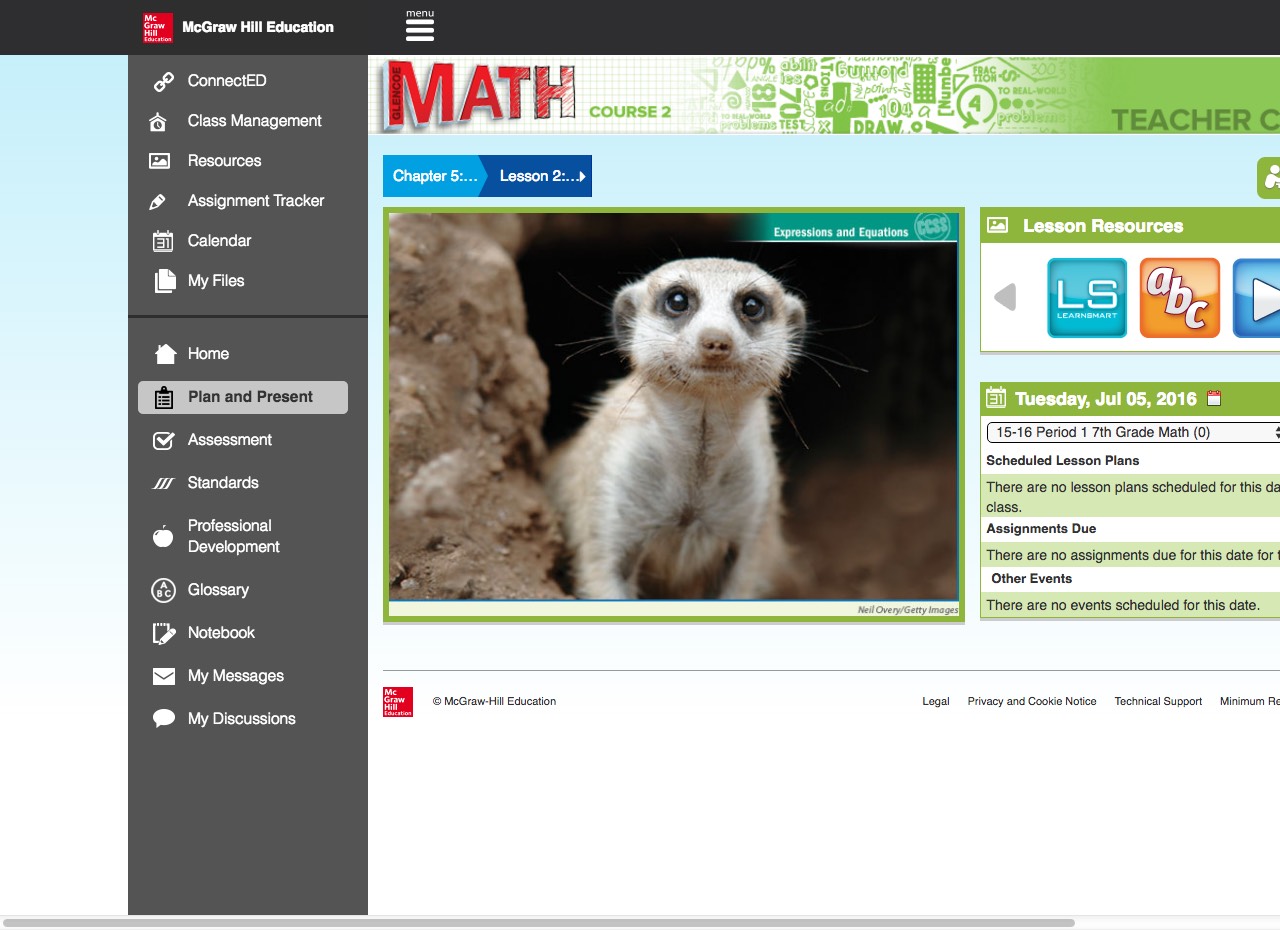 Mc
Graw
Hill
Education
McGraw Hill Education
menu
ConnectED
Class Management
Resources
Assignment Tracker
31
Calendar
My Files
Home
Plan and Present
Assessment
Standards
Professional
Development
A
B C
Glossary
Notebook
My Messages
My Discussions
GLENCOE
MATH
COURSE 2
TEACHER C
Chapter 5:...
Lesson 2:...
Expressions and Equations
CCSS
Neil Overy/Getty Images
Lesson Resources
LS
LEARNSMART
abc
31
Tuesday, Jul 05, 2016
15-16 Period 1 7th Grade Math (0)
Scheduled Lesson Plans
There are no lesson plans scheduled for this da
class.
Assignments Due
There are no assignments due for this date for t
Other Events
There are no events scheduled for this date.
Mc
Graw
Hill
Education
© McGraw-Hill Education
Legal
Privacy and Cookie Notice
Technical Support
Minimum Re